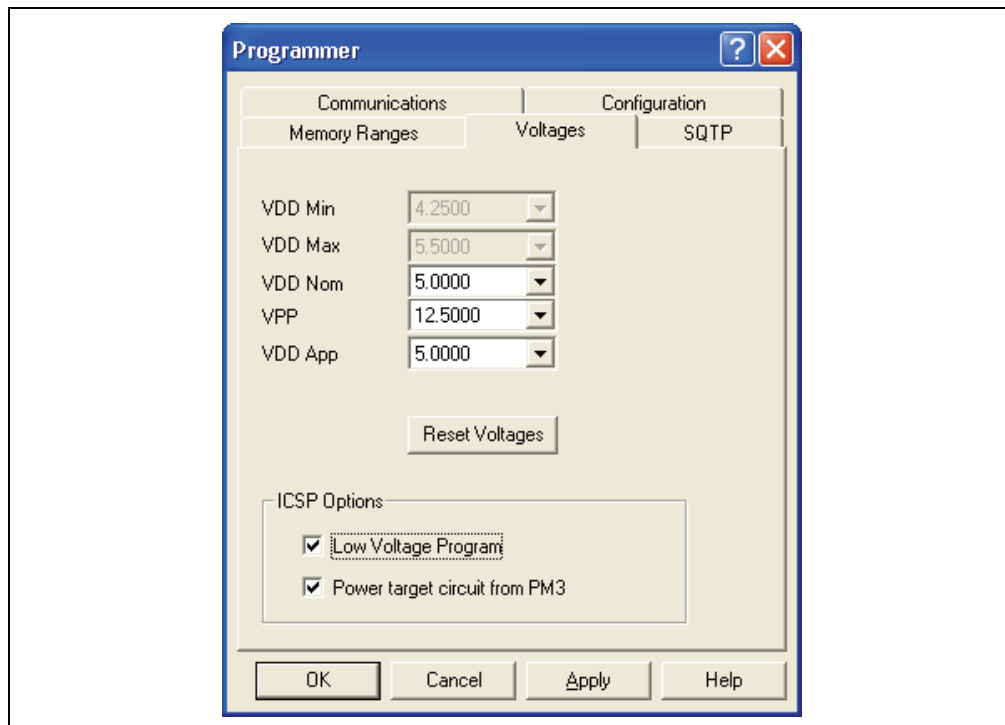 Programmer
Communications Configuration
Memory Ranges Voltages SQTP
VDD Min 4.2500
VDD Max 5.5000
VDD Nom 5.0000
VPP 12.5000
VDD App 5.0000
Reset Voltages
ICSP Options
Low Voltage Program
Power target circuit from PM3
OK Cancel Apply Help